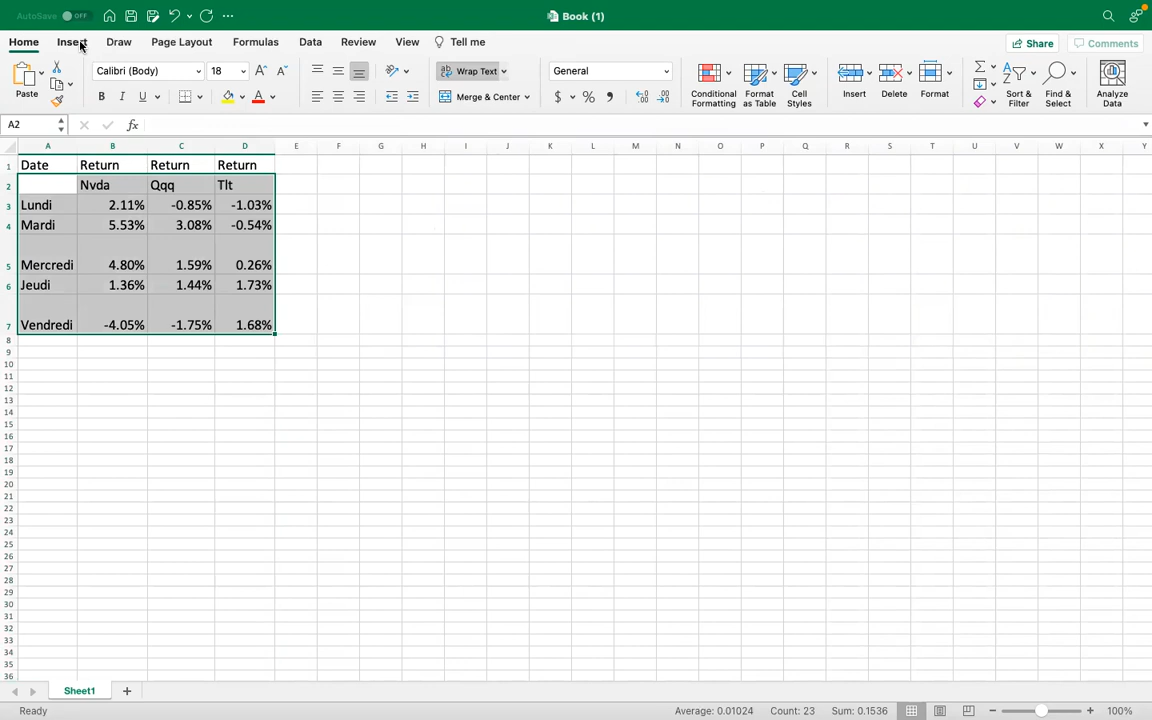 AutoSave OFF Book (1)
Home Insert Draw Page Layout Formulas Data Review View Tell me Share Comments
Paste Calibri (Body) 18 A^ A˅ Wrap Text General
B I U A Merge & Center $ % , Conditional Formatting Format as Table Cell Styles Insert Delete Format Sort & Filter Find & Select Analyze Data
A2 fx
A B C D E F G H I J K L M N O P Q R S T U V W X Y
1 Date Return Return Return
2 Nvda Qqq Tlt
3 Lundi 2.11% -0.85% -1.03%
4 Mardi 5.53% 3.08% -0.54%
5 Mercredi 4.80% 1.59% 0.26%
6 Jeudi 1.36% 1.44% 1.73%
7 Vendredi -4.05% -1.75% 1.68%
8
9
10
11
12
13
14
15
16
17
18
19
20
21
22
23
24
25
26
27
28
29
30
31
32
33
34
35
36
Sheet1
Ready Average: 0.01024 Count: 23 Sum: 0.1536 100%